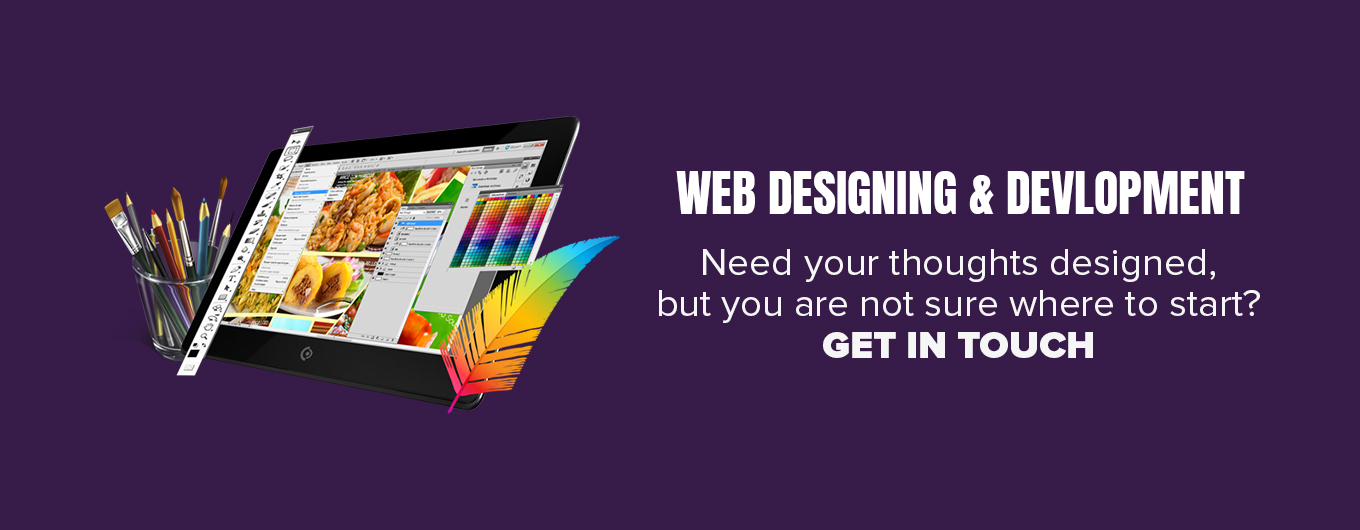 WEB DESIGNING & DEVLOPMENT
Need your thoughts designed,
but you are not sure where to start?
GET IN TOUCH